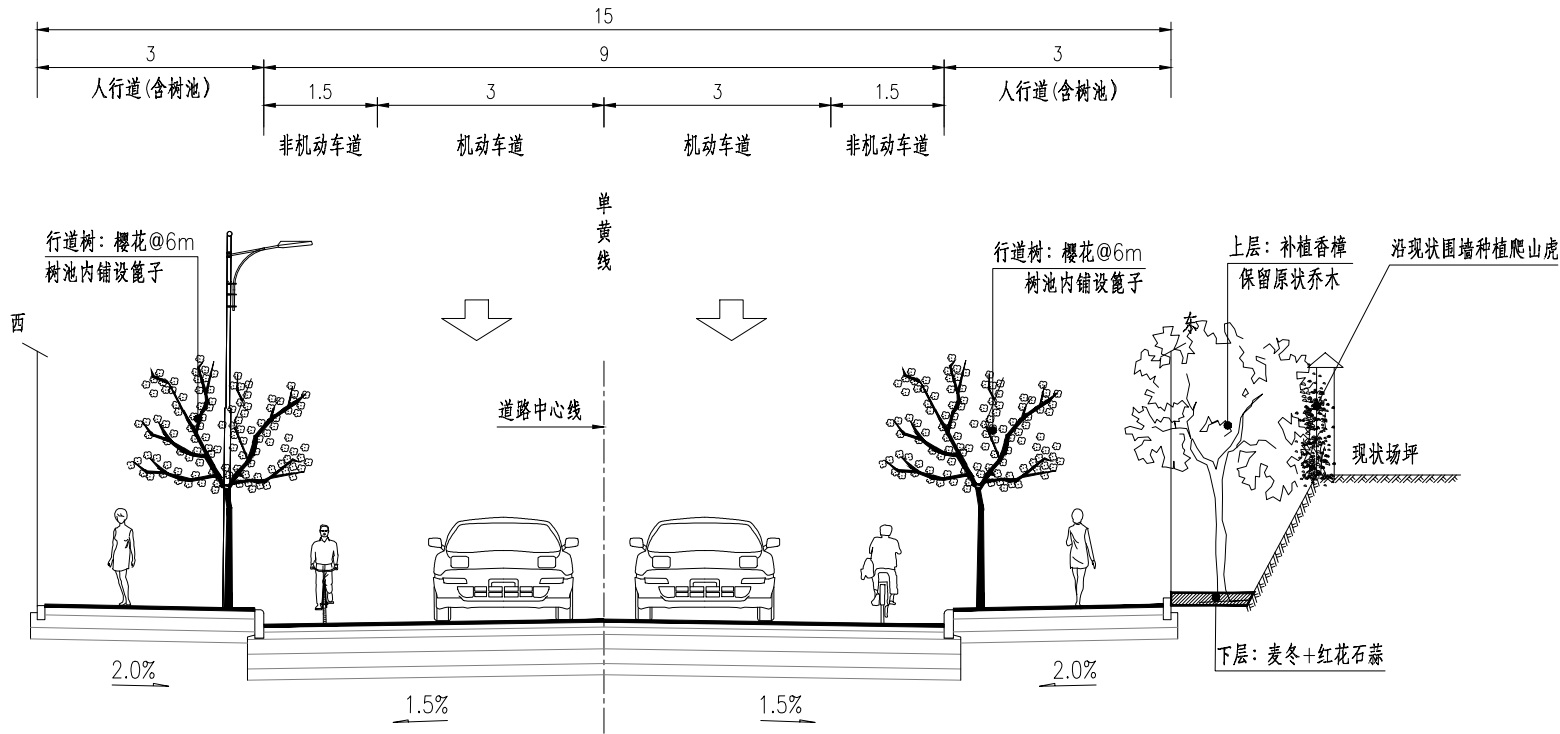 15
3
9
3
人行道(含树池)
人行道(含树池)
1.5
3
3
1.5
非机动车道
机动车道
机动车道
非机动车道
单黄线
行道树：樱花@6m
树池内铺设篦子
行道树：樱花@6m
树池内铺设篦子
上层：补植香樟
保留原状乔木
沿现状围墙种植爬山虎
西
东
道路中心线
现状场坪
下层：麦冬+红花石蒜
2.0%
2.0%
1.5%
1.5%